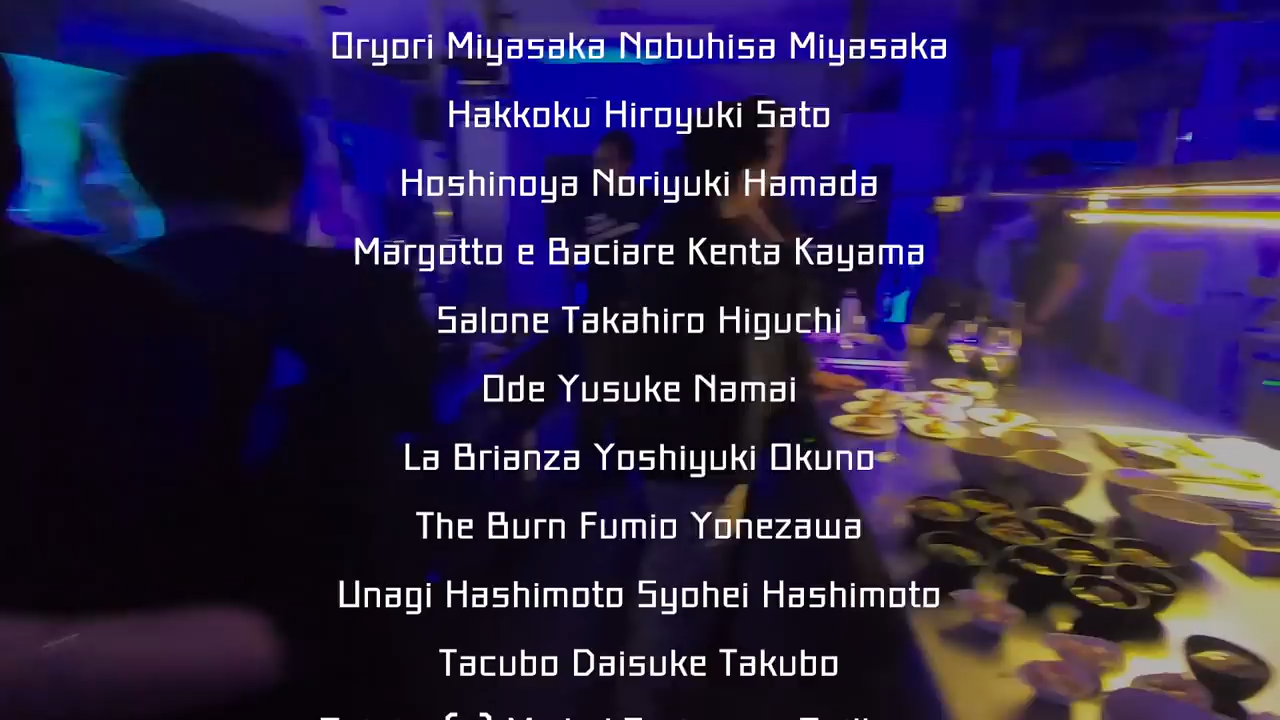 Oryori Miyasaka Nobuhisa Miyasaka
Hakkoku Hiroyuki Sato
Hoshinoya Noriyuki Hamada
Margotto e Baciare Kenta Kayama
Salone Takahiro Higuchi
Ode Yusuke Namai
La Brianza Yoshiyuki Okuno
The Burn Fumio Yonezawa
Unagi Hashimoto Syohei Hashimoto
Tacubo Daisuke Takubo